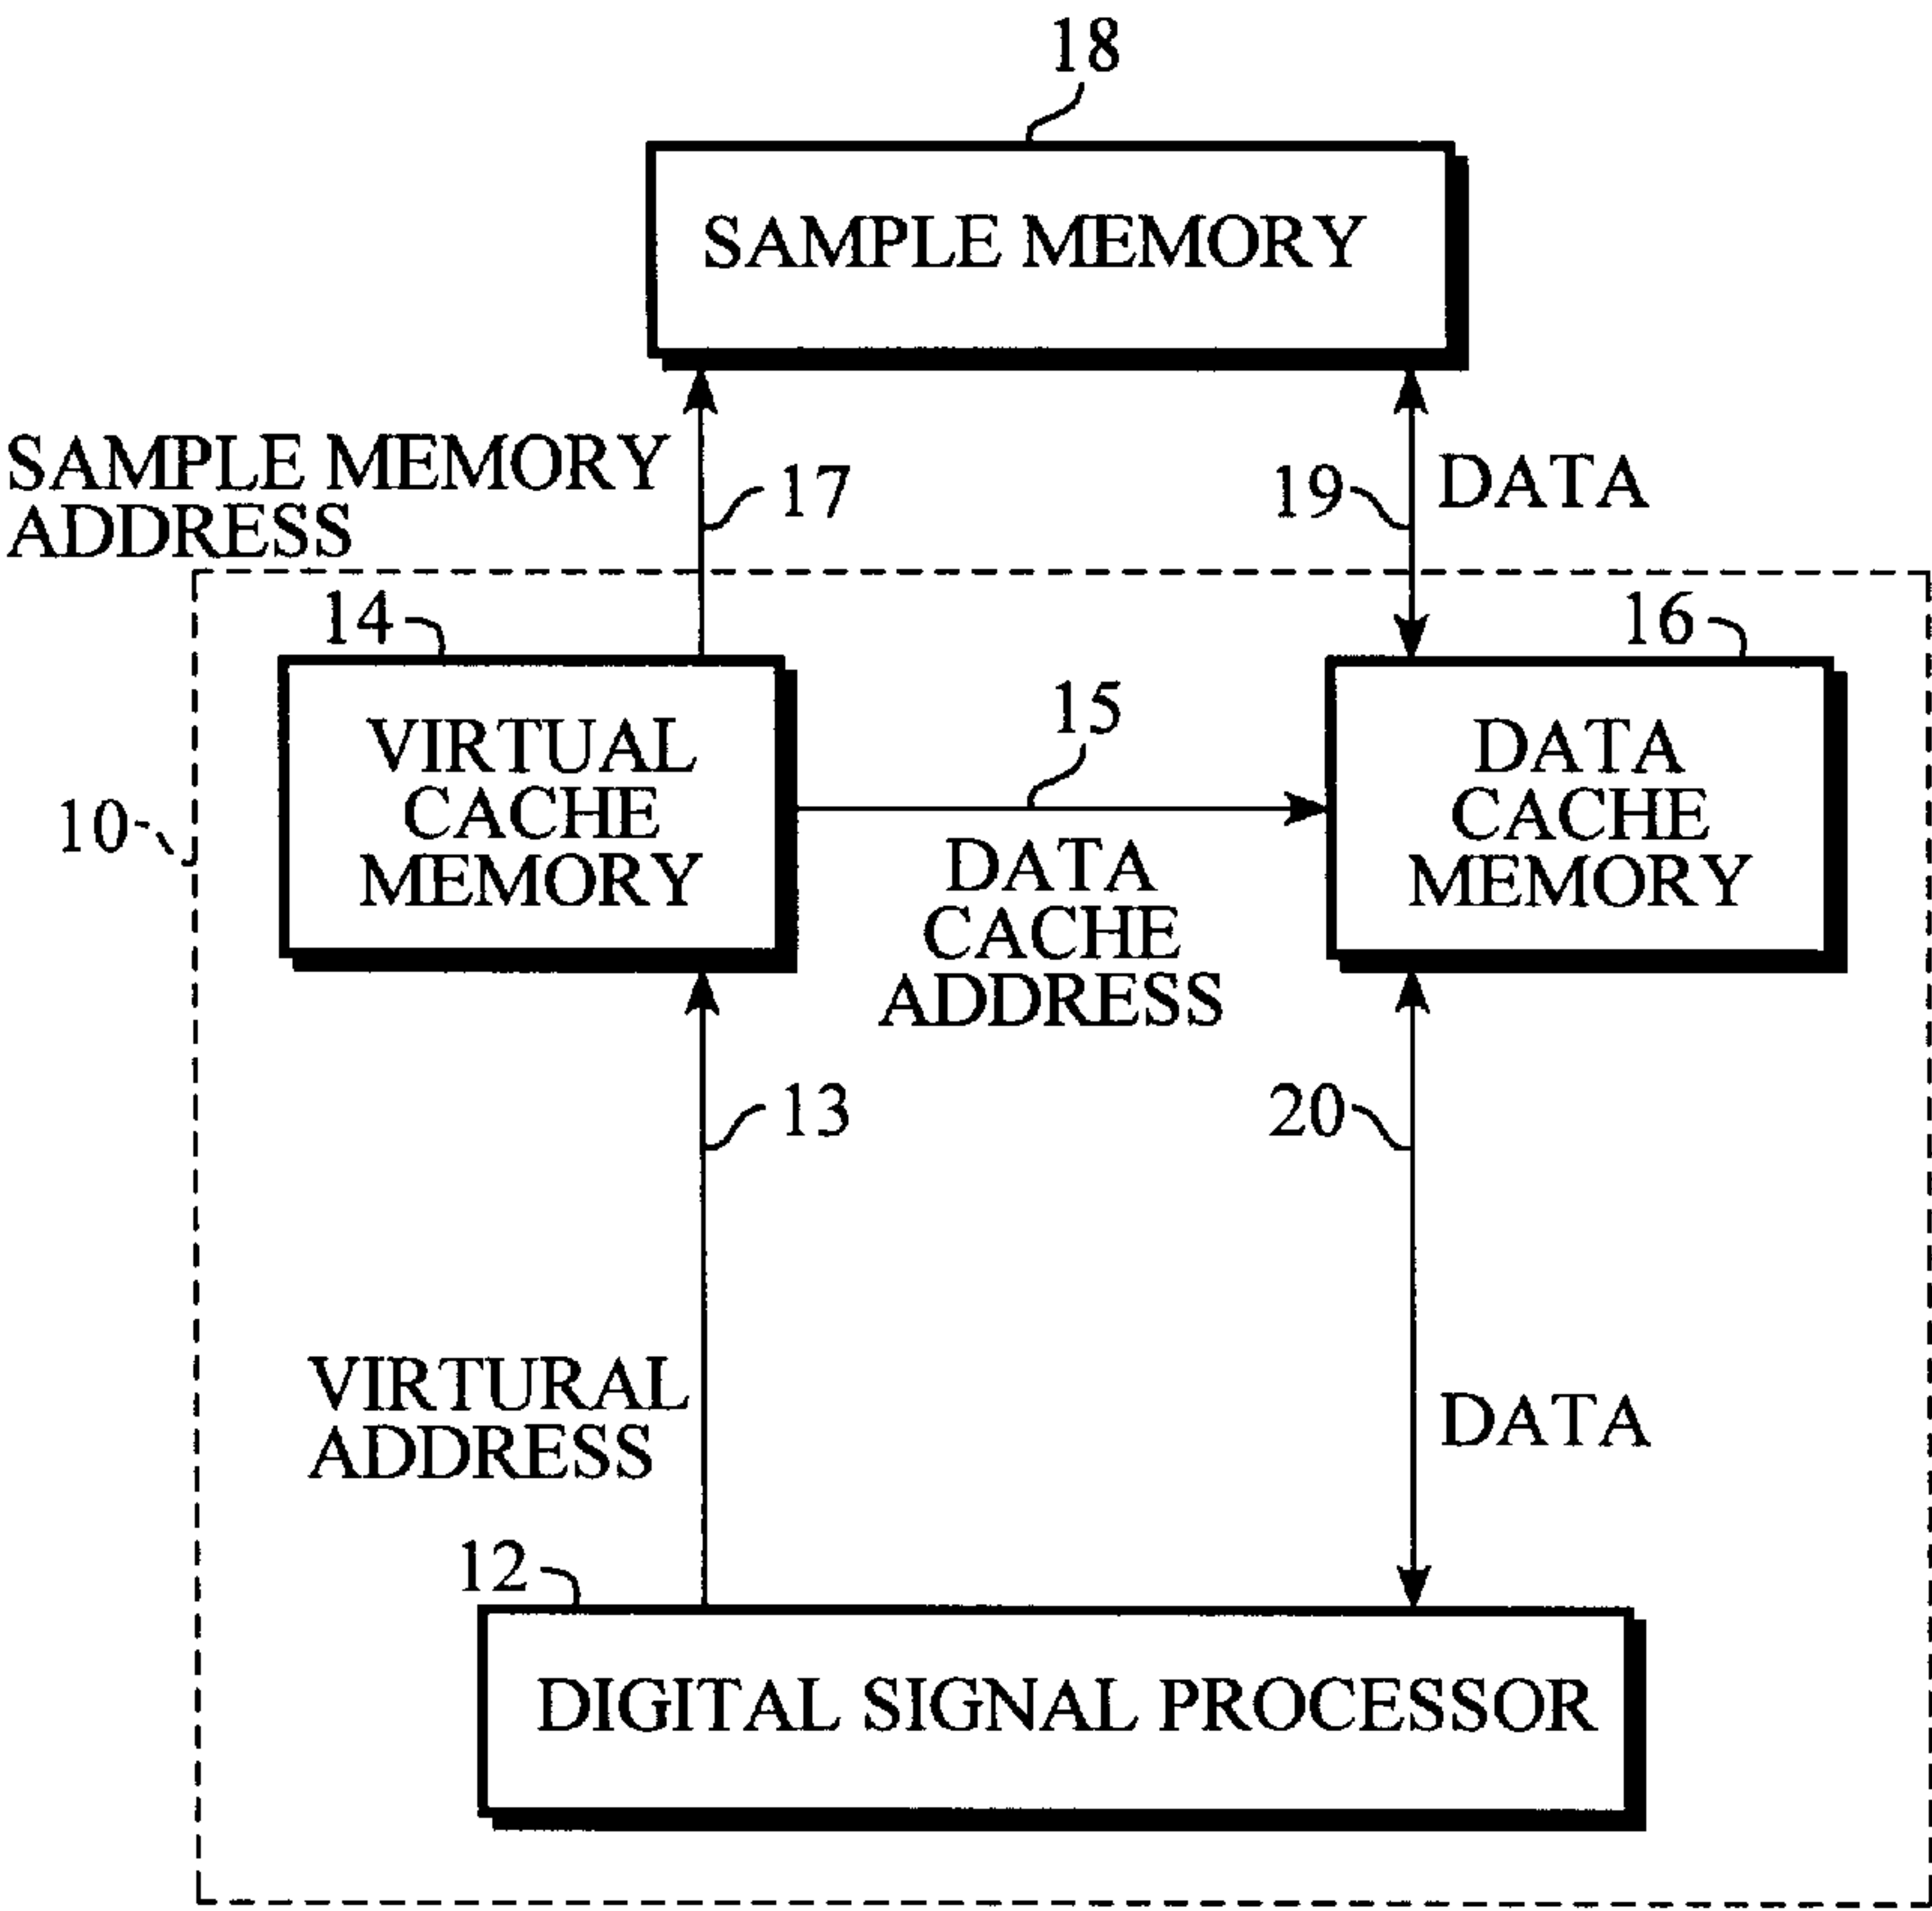 18
SAMPLE MEMORY
SAMPLE MEMORY
ADDRESS
17
19
DATA
14
16
VIRTUAL
CACHE
MEMORY
15
DATA
CACHE
MEMORY
10
DATA
CACHE
ADDRESS
13
20
VIRTURAL
ADDRESS
DATA
12
DIGITAL SIGNAL PROCESSOR